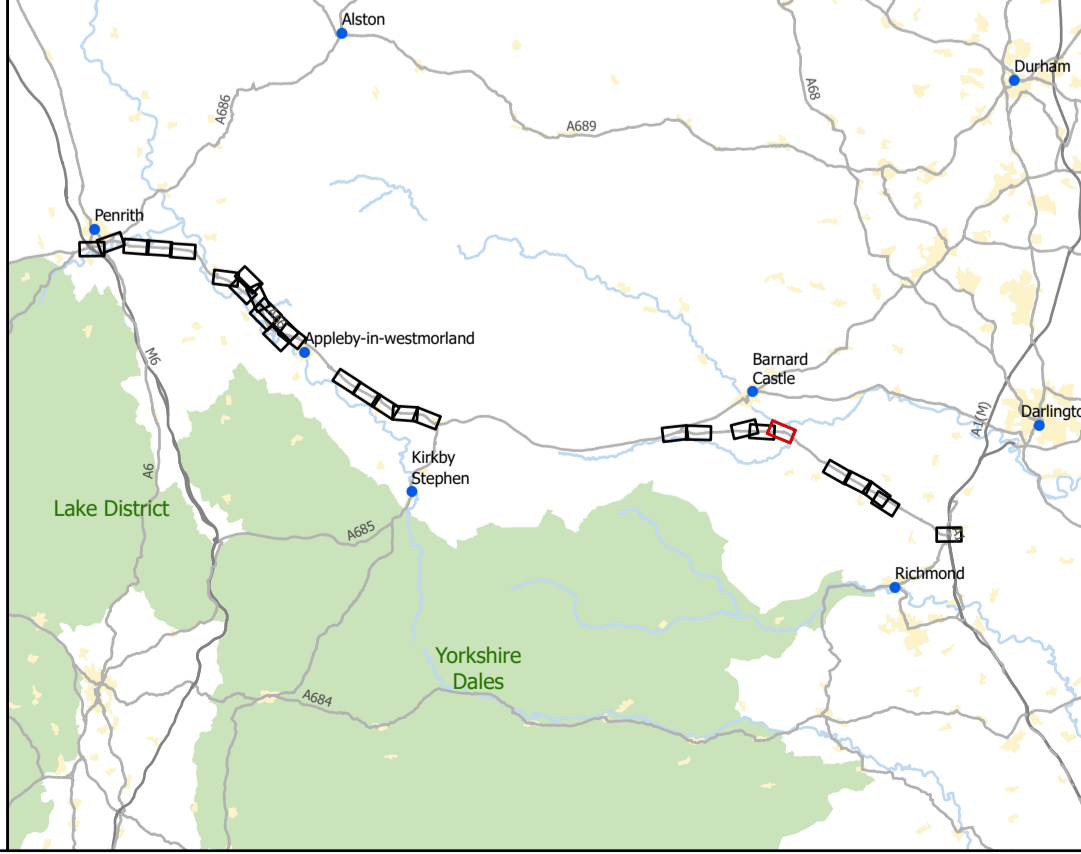 Alston
Durham
A68
A686
A689
Penrith
Appleby-in-westmorland
M6
Barnard
Castle
A1(M)
Darlingto
Kirkby
Stephen
A6
Lake District
A685
Richmond
Yorkshire
Dales
A684